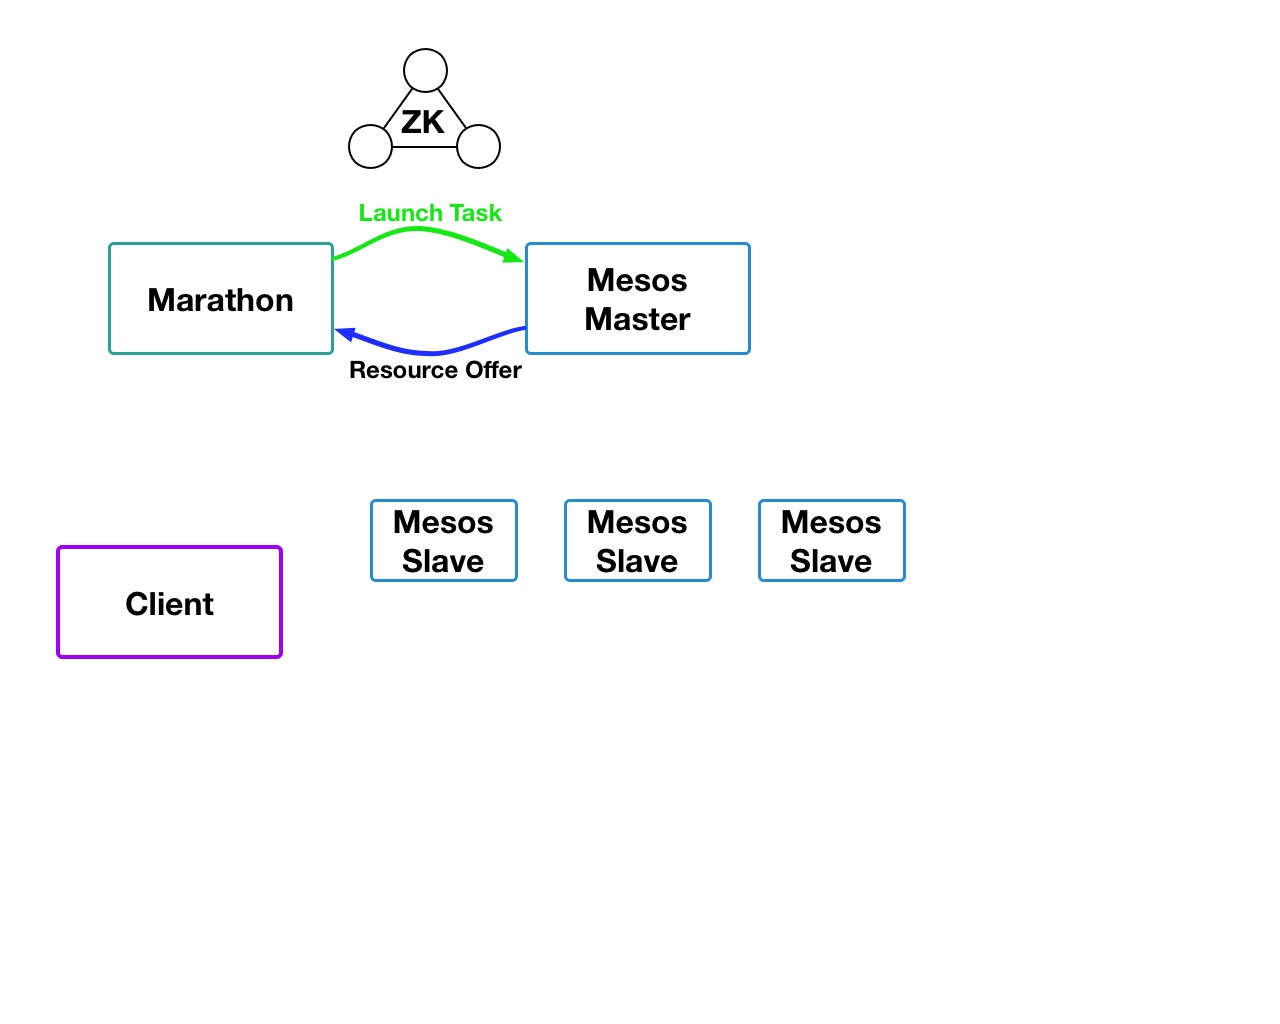 ZK
Launch Task
Marathon
Mesos
Master
Resource Offer
Mesos
Slave
Mesos
Slave
Mesos
Slave
Client